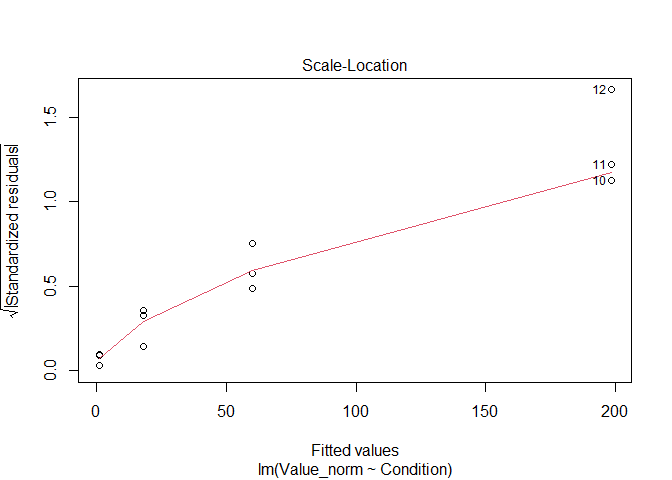 Scale-Location
√|Standardized residuals|
1.5
1.0
0.5
0.0
12
11
10
0 50 100 150 200
Fitted values
lm(Value_norm ~ Condition)